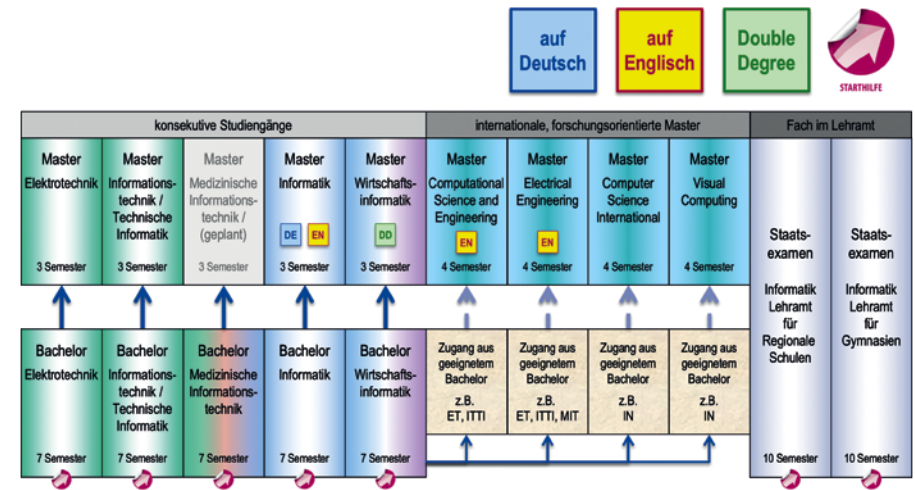 auf
Deutsch
auf
Englisch
Double
Degree
STARTHILFE
konsekutive Studiengänge
internationale, forschungsorientierte Master
Fach im Lehramt
Master
Elektrotechnik
3 Semester
Master
Informations-
technik /
Technische
Informatik
3 Semester
Master
Medizinische
Informations-
technik /
(geplant)
3 Semester
Master
Informatik
DE EN
3 Semester
Master
Wirtschafts-
informatik
DD
3 Semester
Master
Computational
Science and
Engineering
EN
4 Semester
Master
Electrical
Engineering
EN
4 Semester
Master
Computer
Science
International
4 Semester
Master
Visual
Computing
4 Semester
Bachelor
Elektrotechnik
7 Semester
Bachelor
Informations-
technik /
Technische
Informatik
7 Semester
Bachelor
Medizinische
Informations-
technik
7 Semester
Bachelor
Informatik
7 Semester
Bachelor
Wirtschafts-
informatik
7 Semester
Zugang aus
geeignetem
Bachelor
z.B.
ET, ITTI
Zugang aus
geeignetem
Bachelor
z.B.
ET, ITTI, MIT
Zugang aus
geeignetem
Bachelor
z.B.
IN
Zugang aus
geeignetem
Bachelor
z.B.
IN
Staats-
examen
Informatik
Lehramt
für
Regionale
Schulen
10 Semester
Staats-
examen
Informatik
Lehramt
für
Gymnasien
10 Semester